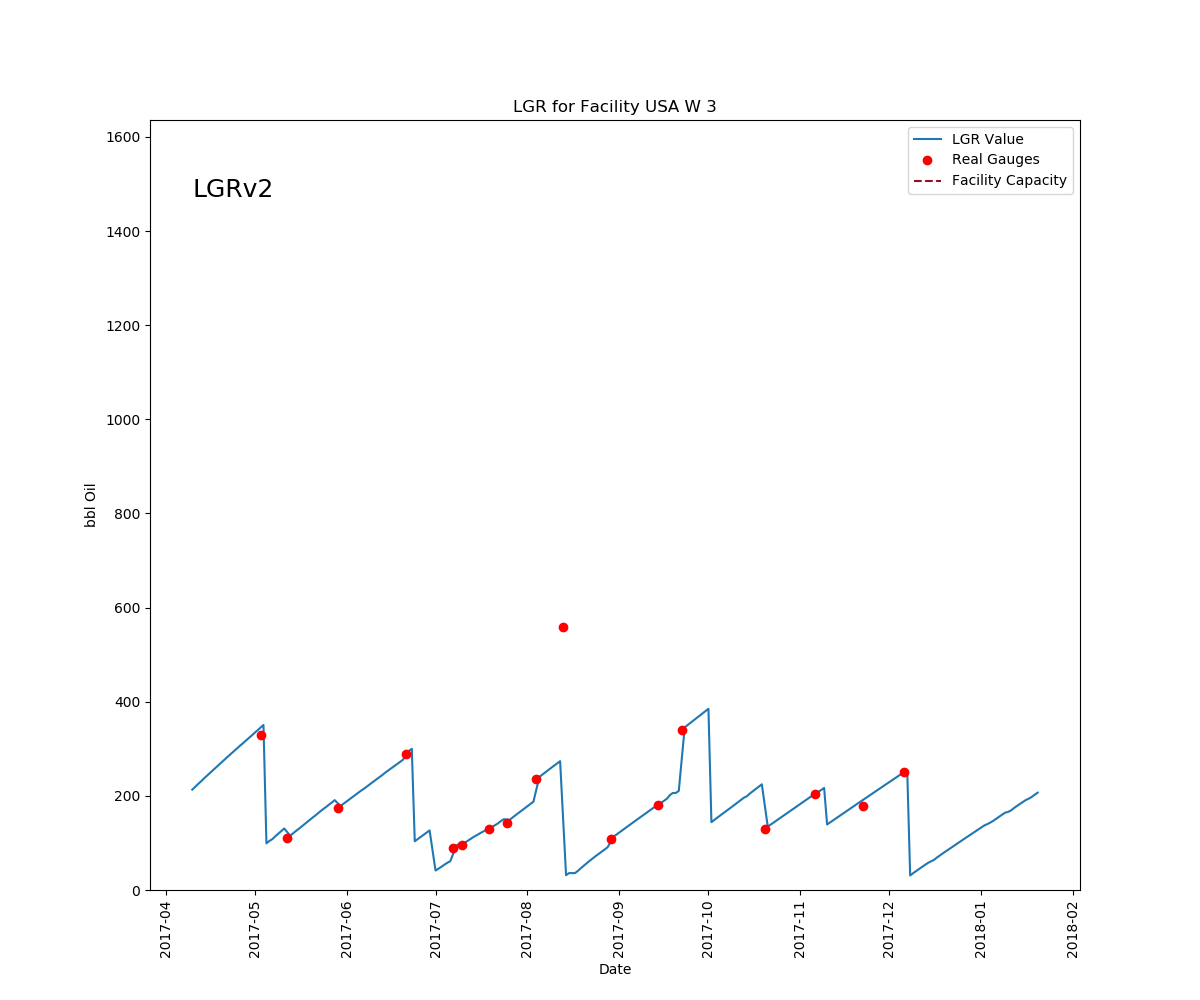 LGR for Facility USA W 3
LGRv2
LGR Value
Real Gauges
Facility Capacity
bbl Oil
1600
1400
1200
1000
800
600
400
200
0
2017-04
2017-05
2017-06
2017-07
2017-08
2017-09
2017-10
2017-11
2017-12
2018-01
2018-02
Date